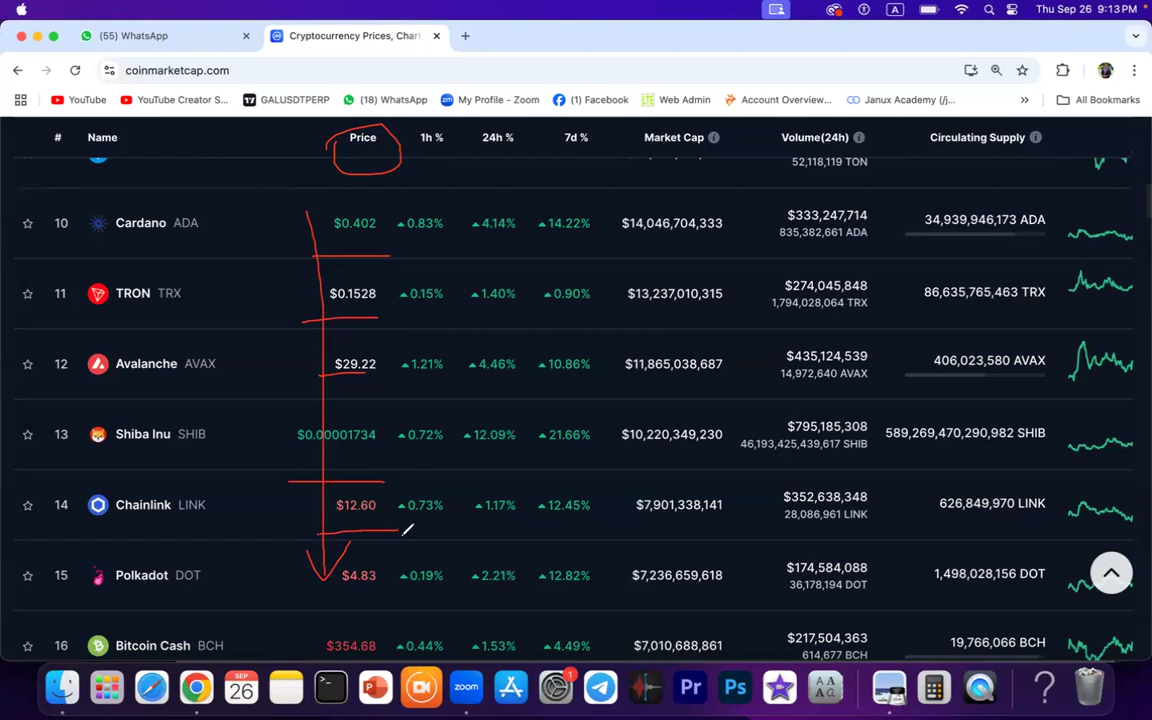 Thu Sep 26 9:13 PM
A
(55) WhatsApp
Cryptocurrency Prices, Char
coinmarketcap.com
YouTube
YouTube Creator S...
GALUSDTPERP
(18) WhatsApp
My Profile - Zoom
(1) Facebook
LTE Web Admin
Account Overview...
Janux Academy (/j...
»
All Bookmarks
# Name Price 1h % 24h % 7d % Market Cap Volume(24h) Circulating Supply
52,118,119 TON
10 Cardano ADA $0.402 0.83% 4.14% 14.22% $14,046,704,333 $333,247,714 34,939,946,173 ADA
835,382,661 ADA
11 TRON TRX $0.1528 0.15% 1.40% 0.90% $13,237,010,315 $274,045,848 86,635,765,463 TRX
1,794,028,064 TRX
12 Avalanche AVAX $29.22 1.21% 4.46% 10.86% $11,865,038,687 $435,124,539 406,023,580 AVAX
14,972,640 AVAX
13 Shiba Inu SHIB $0.00001734 0.72% 12.09% 21.66% $10,220,349,230 $795,185,308 589,269,470,290,982 SHIB
46,193,425,439,617 SHIB
14 Chainlink LINK $12.60 0.73% 1.17% 12.45% $7,901,338,141 $352,638,348 626,849,970 LINK
28,086,961 LINK
15 Polkadot DOT $4.83 0.19% 2.21% 12.82% $7,236,659,618 $174,584,088 1,498,028,156 DOT
36,178,194 DOT
16 Bitcoin Cash BCH $354.68 0.44% 1.53% 4.49% $7,010,688,861 $217,504,363 19,766,066 BCH
614,677 BCH
SEP
26
zoom
1
Pr
Ps